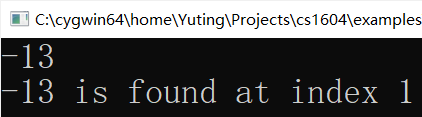 C:\cygwin64\home\Yuting\Projects\cs1604\examples
-13
-13 is found at index 1